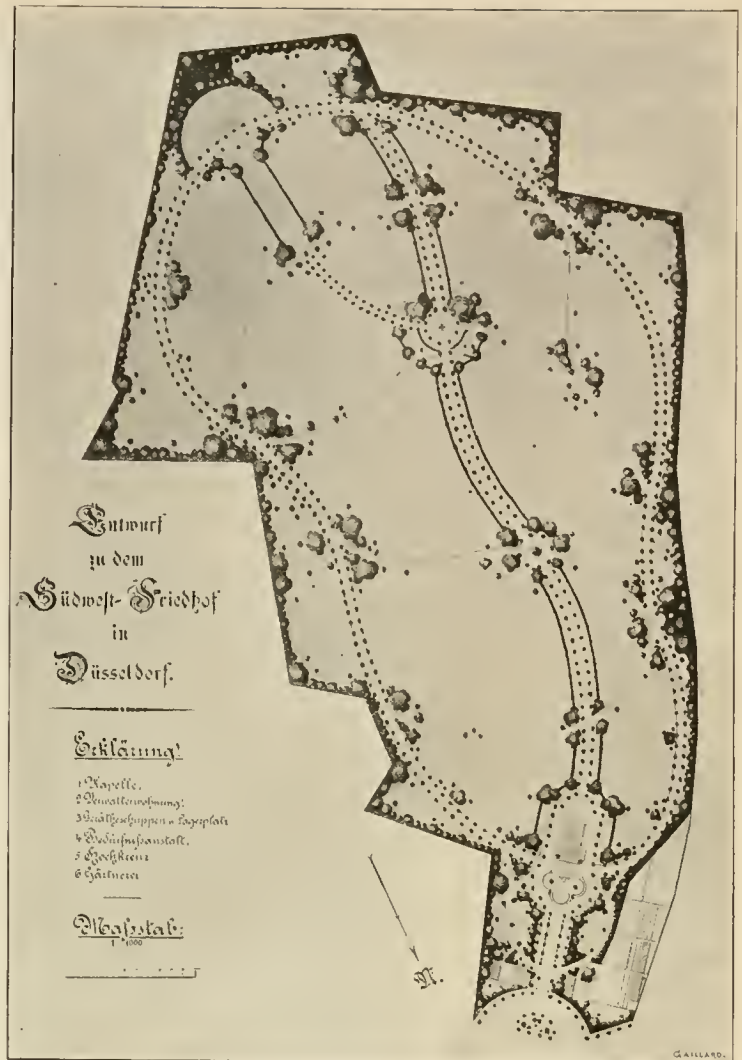 Entwurf
zu dem
Südwest-Friedhof
in
Düsseldorf.
Erklärung!
1 Kapelle.
2 Verwalterwohnung.
3 Geräthschuppen u. Lagerplatz
4 Bedürfnissanstalt.
5 Hochkreuz
6 Gärtnerei
Maßstab:
1 : 1000
N.
GAILLARD.